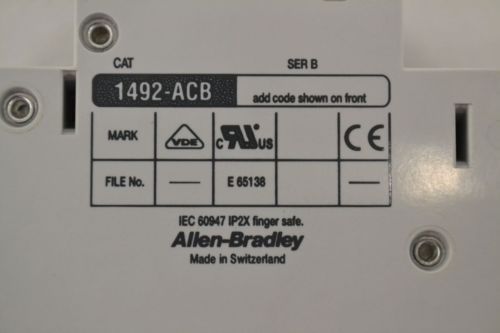 CAT SER B
1492-ACB add code shown on front
MARK VDE c RU US CE
FILE No. — E 65138 —
IEC 60947 IP2X finger safe.
Allen-Bradley
Made in Switzerland